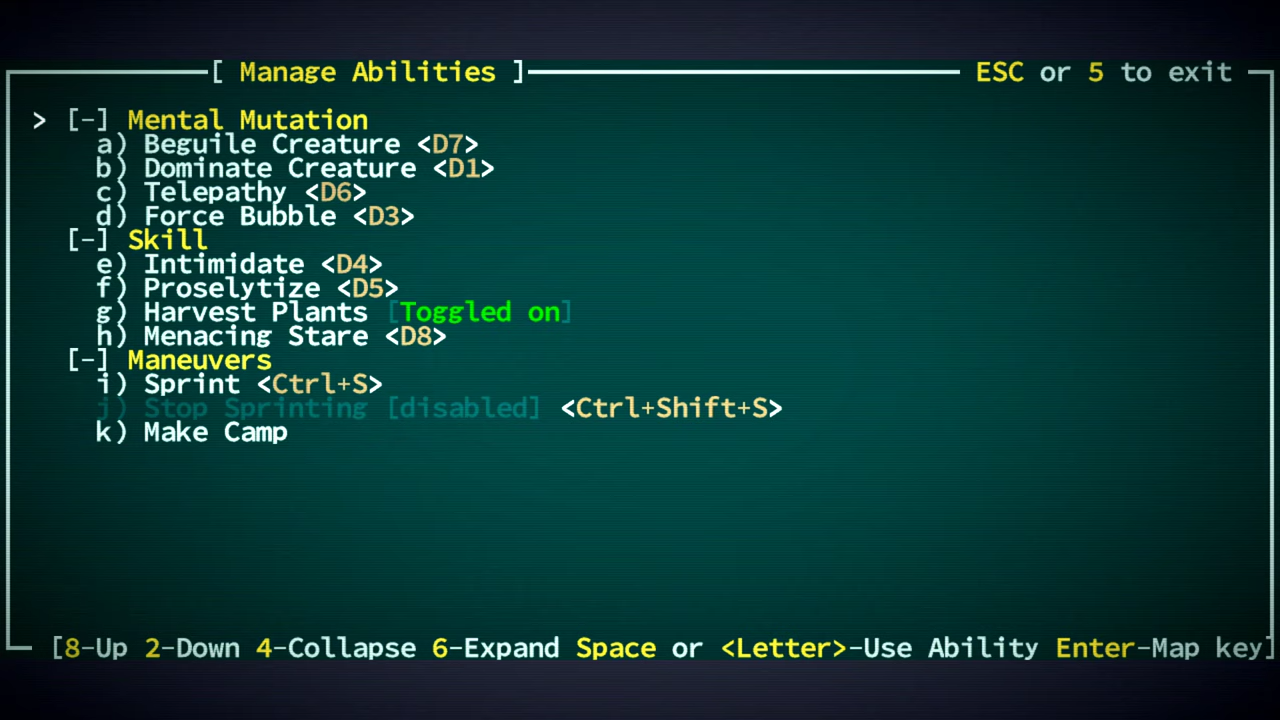 [ Manage Abilities ] ESC or 5 to exit
> [-] Mental Mutation
a) Beguile Creature <D7>
b) Dominate Creature <D1>
c) Telepathy <D6>
d) Force Bubble <D3>
[-] Skill
e) Intimidate <D4>
f) Proselytize <D5>
g) Harvest Plants [Toggled on]
h) Menacing Stare <D8>
[-] Maneuvers
i) Sprint <Ctrl+S>
j) Stop Sprinting [disabled] <Ctrl+Shift+S>
k) Make Camp
[8-Up 2-Down 4-Collapse 6-Expand Space or <Letter>-Use Ability Enter-Map key]